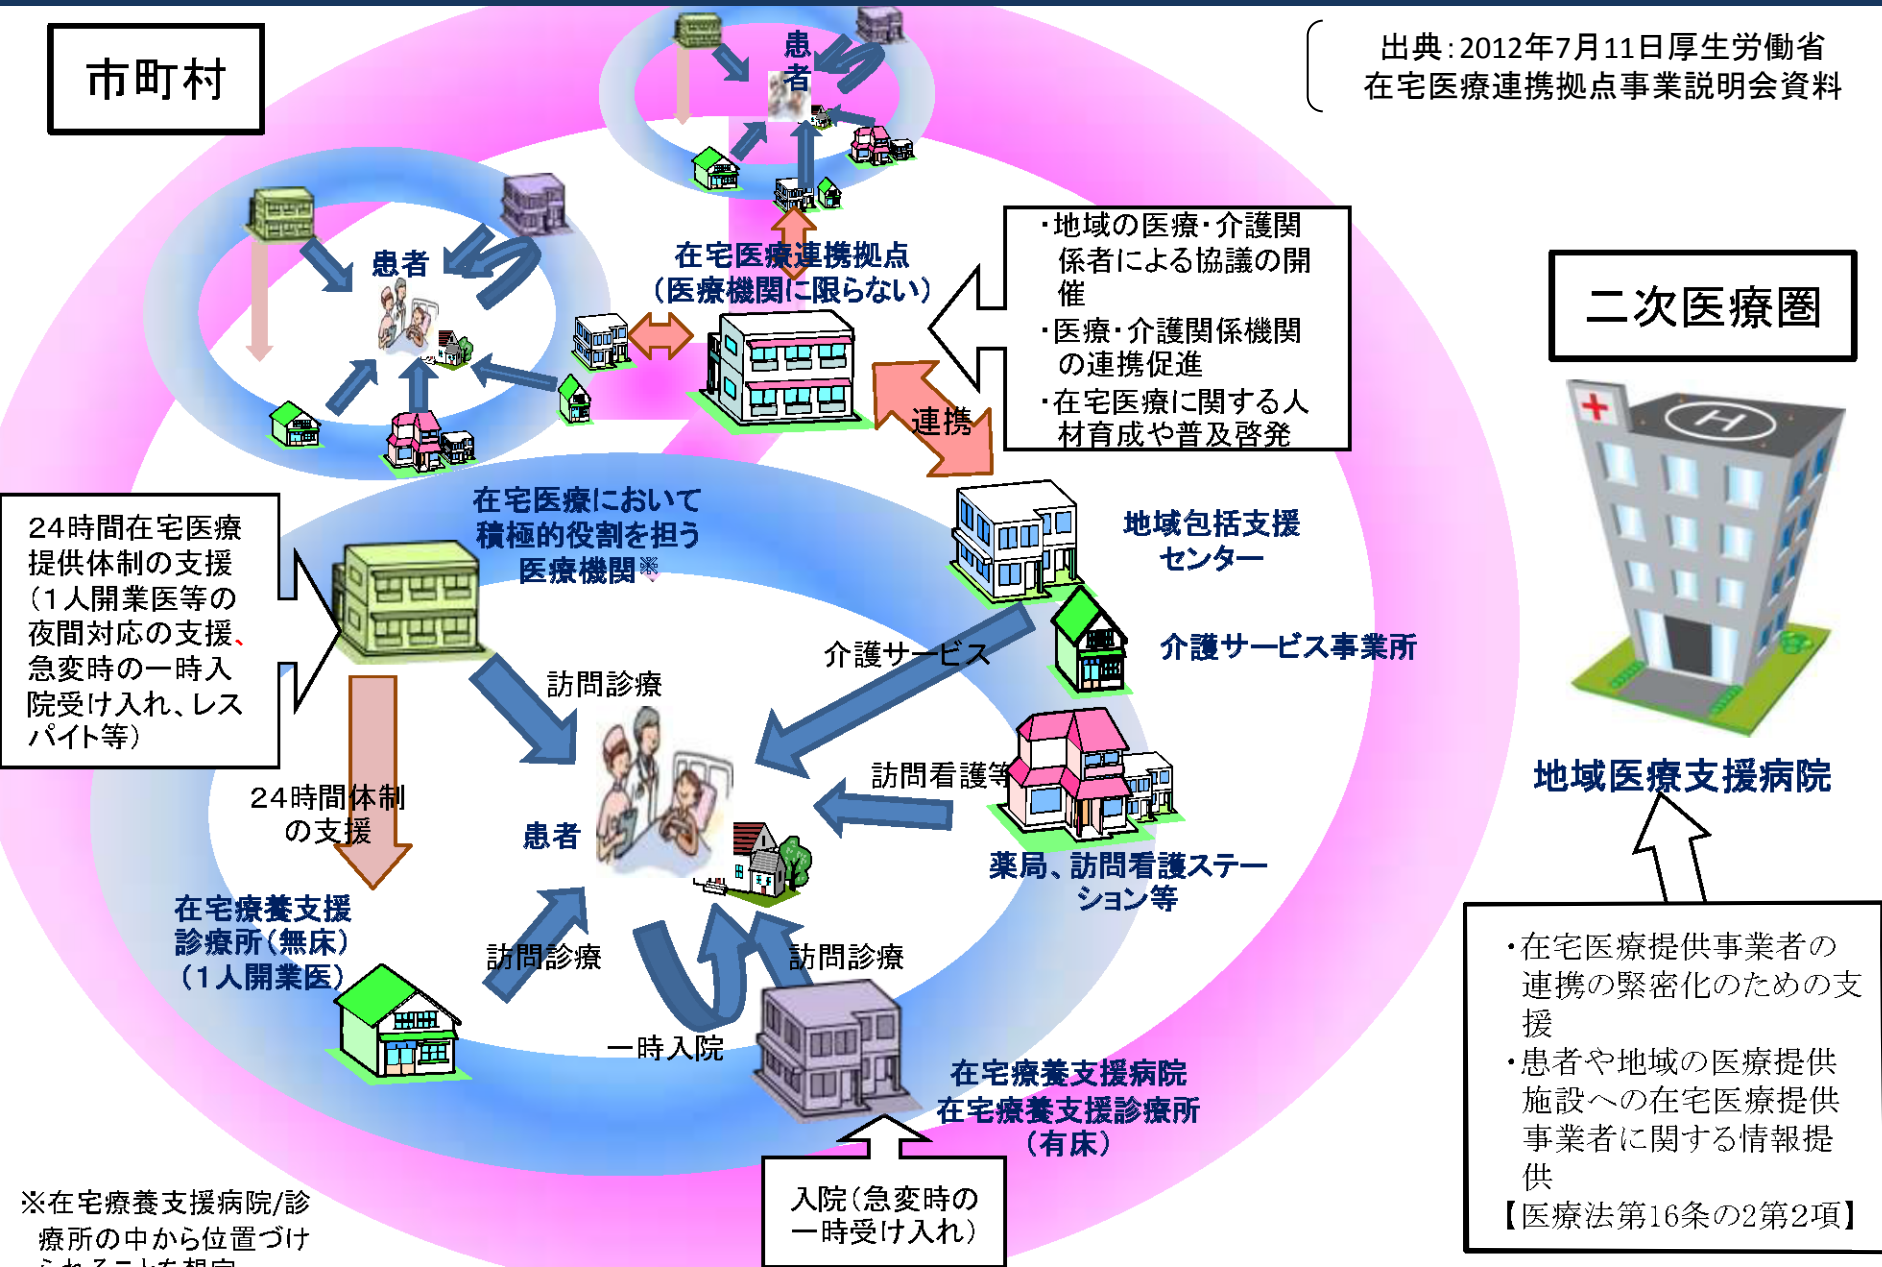 市町村
出典：2012年7月11日厚生労働省
在宅医療連携拠点事業説明会資料
患
者
患者
在宅医療連携拠点
（医療機関に限らない）
・地域の医療・介護関
係者による協議の開
催
・医療・介護関係機関
の連携促進
・在宅医療に関する人
材育成や普及啓発
連携
二次医療圏
H
地域医療支援病院
・在宅医療提供事業者の
連携の緊密化のための支
援
・患者や地域の医療提供
施設への在宅医療提供
事業者に関する情報提
供
【医療法第16条の2第2項】
24時間在宅医療
提供体制の支援
（1人開業医等の
夜間対応の支援、
急変時の一時入
院受け入れ、レス
パイト等）
在宅医療において
積極的役割を担う
医療機関※
地域包括支援
センター
介護サービス
介護サービス事業所
訪問診療
訪問看護等
薬局、訪問看護ステー
ション等
24時間体制
の支援
患者
在宅療養支援
診療所（無床）
（1人開業医）
訪問診療
訪問診療
一時入院
在宅療養支援病院
在宅療養支援診療所
（有床）
入院（急変時の
一時受け入れ）
※在宅療養支援病院/診
療所の中から位置づけ
られることを想定